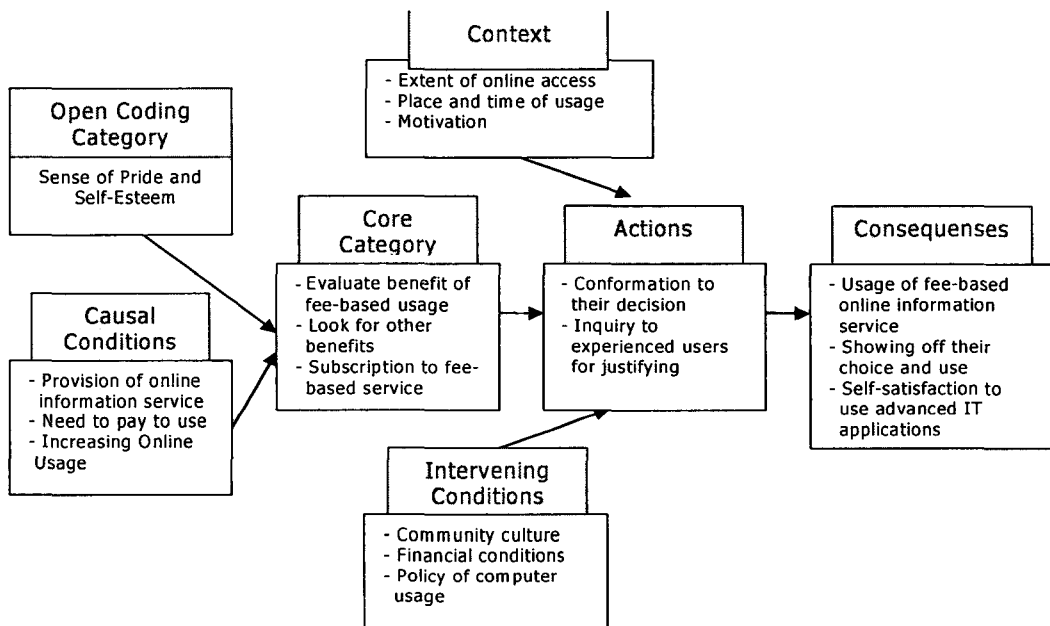 Context
- Extent of online access
- Place and time of usage
- Motivation
Open Coding
Category
Sense of Pride and
Self-Esteem
Causal
Conditions
- Provision of online
information service
- Need to pay to use
- Increasing Online
Usage
Core
Category
- Evaluate benefit of
fee-based usage
- Look for other
benefits
- Subscription to fee-
based service
Actions
- Conformation to
their decision
- Inquiry to
experienced users
for justifying
Consequenses
- Usage of fee-based
online information
service
- Showing off their
choice and use
- Self-satisfaction to
use advanced IT
applications
Intervening
Conditions
- Community culture
- Financial conditions
- Policy of computer
usage